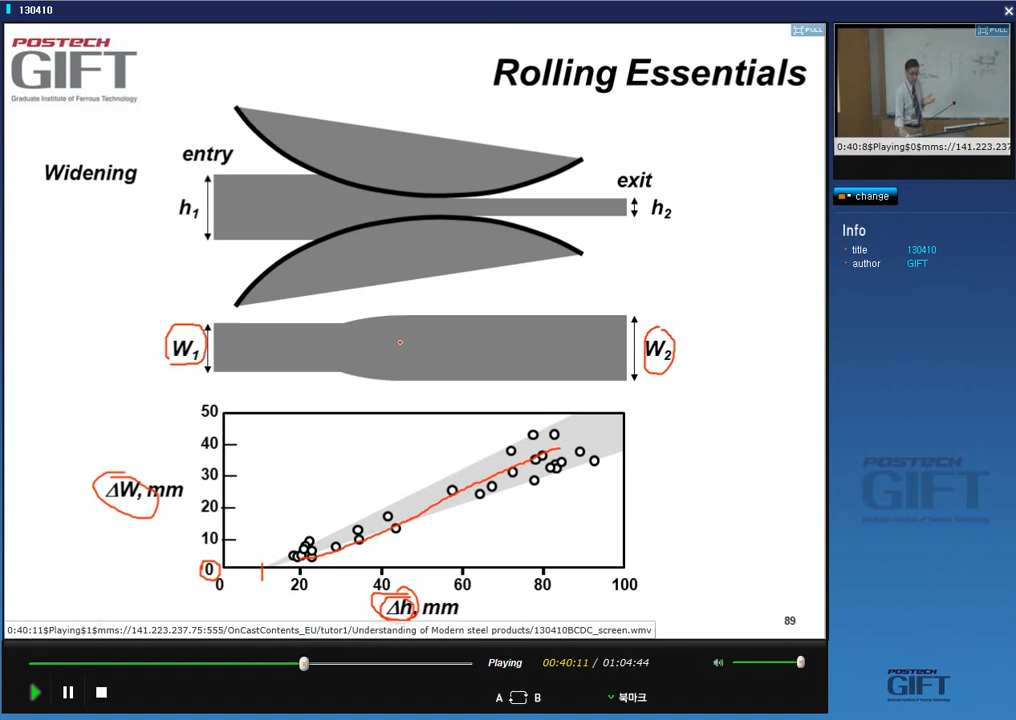 130410
POSTECH
GIFT
Graduate Institute of Ferrous Technology
Rolling Essentials
FULL
FULL
Widening
entry
exit
h1
h2
W1
W2
50
40
30
20
10
0
ΔW, mm
0 20 40 60 80 100
Δh, mm
89
0:40:11$Playing$1$mms://141.223.237.75:555/OnCastContents_EU/tutor1/Understanding of Modern steel products/130410BCDC_screen.wmv
0:40:8$Playing$0$mms://141.223.237
change
Info
title 130410
author GIFT
POSTECH
GIFT
Playing 00:40:11 / 01:04:44
A B 북마크
POSTECH
GIFT